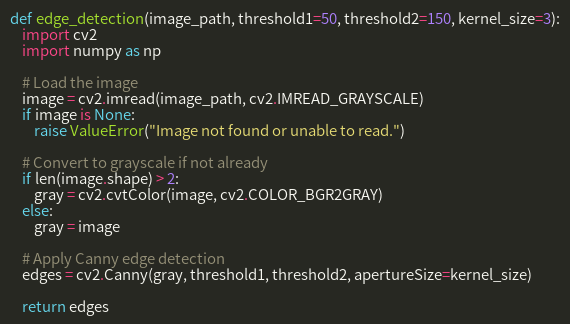 def edge_detection(image_path, threshold1=50, threshold2=150, kernel_size=3):
    import cv2
    import numpy as np

    # Load the image
    image = cv2.imread(image_path, cv2.IMREAD_GRAYSCALE)
    if image is None:
        raise ValueError("Image not found or unable to read.")

    # Convert to grayscale if not already
    if len(image.shape) > 2:
        gray = cv2.cvtColor(image, cv2.COLOR_BGR2GRAY)
    else:
        gray = image

    # Apply Canny edge detection
    edges = cv2.Canny(gray, threshold1, threshold2, apertureSize=kernel_size)

    return edges